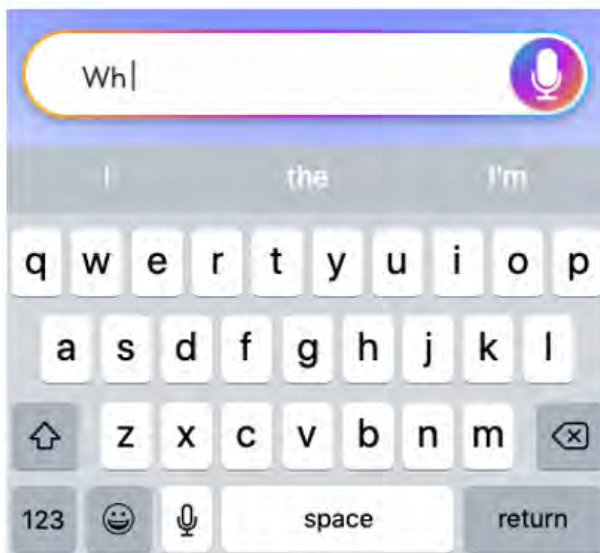 Wh
I the I'm
q w e r t y u i o p
a s d f g h j k l
z x c v b n m
123 space return